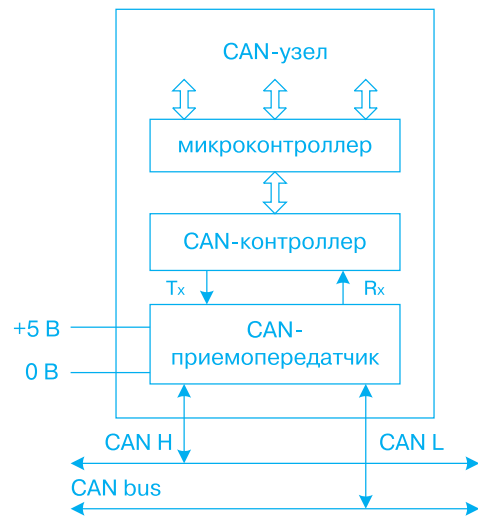 CAN-узел
микроконтроллер
CAN-контроллер
Tx
Rx
+5 В
CAN-
приемопередатчик
0 В
CAN H
CAN L
CAN bus